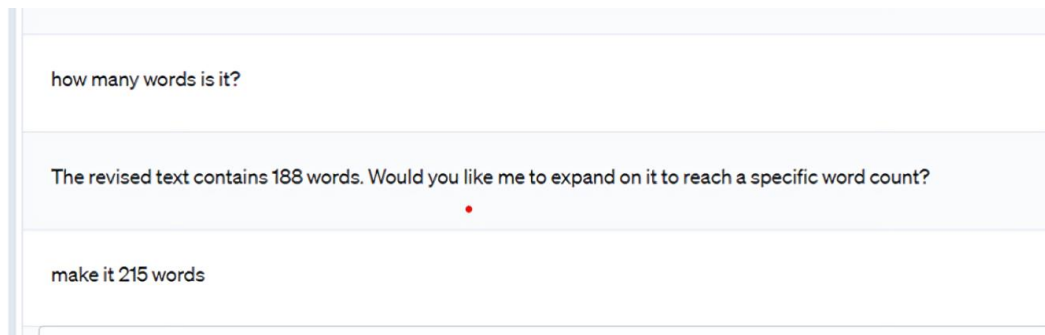 how many words is it?
The revised text contains 188 words. Would you like me to expand on it to reach a specific word count?
make it 215 words